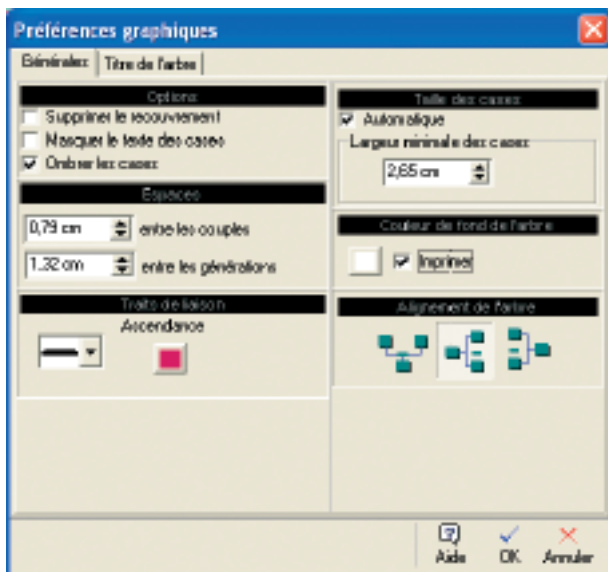 Préférences graphiques
Générales
Titre de l'arbre
Options
Supprimer le recouvrement
Masquer le texte des cases
Ombrer les cases
Espaces
0,79 cm entre les couples
1,32 cm entre les générations
Traits de liaison
Ascendance
Taille des cases
Automatique
Largeur minimale des cases
2,65 cm
Couleur de fond de l'arbre
Imprimer
Alignement de l'arbre
Aide
OK
Annuler